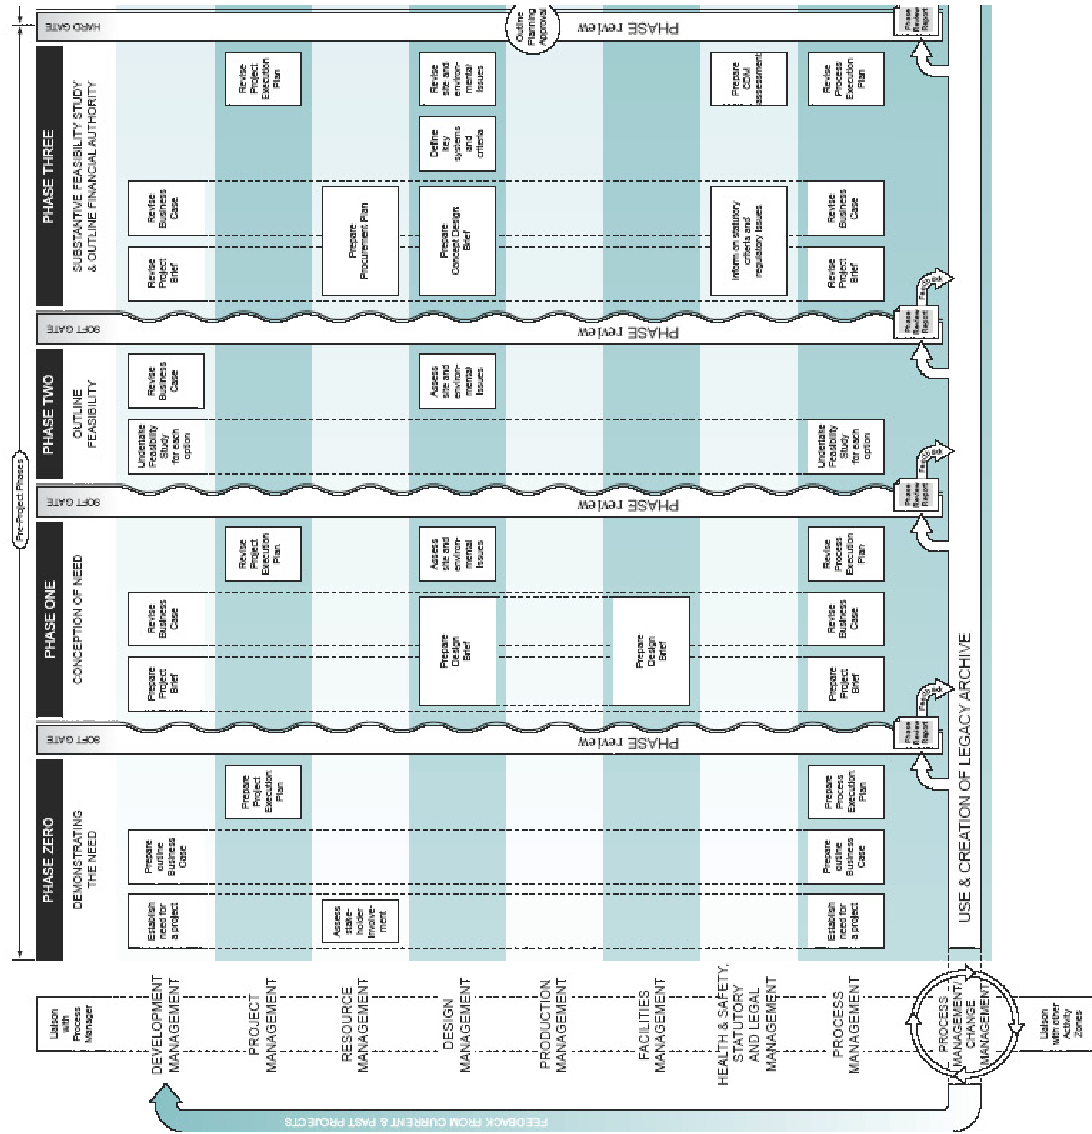 Pre-Project Phases
Liaison
with
Process
Manager
DEVELOPMENT
MANAGEMENT
PROJECT
MANAGEMENT
RESOURCE
MANAGEMENT
DESIGN
MANAGEMENT
PRODUCTION
MANAGEMENT
FACILITIES
MANAGEMENT
HEALTH & SAFETY,
STATUTORY
AND LEGAL
MANAGEMENT
PROCESS
MANAGEMENT
PROCESS
MANAGEMENT/
CHANGE
MANAGEMENT
Liaison
with other
Activity
Zones
FEEDBACK FROM CURRENT & PAST PROJECTS
PHASE ZERO
DEMONSTRATING
THE NEED
Establish
need for
a project
Prepare
outline
Business
Case
Prepare
Project
Execution
Plan
Assess
stake-
holder
Involve-
ment
Establish
need for
a project
Prepare
outline
Business
Case
Prepare
Process
Execution
Plan
SOFT GATE
PHASE review
Phase
Review
Report
PHASE ONE
CONCEPTION OF NEED
Prepare
Project
Brief
Revise
Business
Case
Revise
Project
Execution
Plan
Prepare
Design
Brief
Assess
site and
environ-
mental
Issues
Prepare
Design
Brief
Prepare
Project
Brief
Revise
Business
Case
Revise
Process
Execution
Plan
SOFT GATE
PHASE review
Phase
Review
Report
PHASE TWO
OUTLINE
FEASIBILITY
Undertake
Feasibility
Study
for each
option
Revise
Business
Case
Assess
site and
environ-
mental
Issues
Undertake
Feasibility
Study
for each
option
SOFT GATE
PHASE review
Phase
Review
Report
PHASE THREE
SUBSTANTIVE FEASIBILITY STUDY
& OUTLINE FINANCIAL AUTHORITY
Revise
Project
Brief
Revise
Business
Case
Revise
Project
Execution
Plan
Prepare
Procurement Plan
Prepare
Concept Design
Brief
Define
key
systems
and
criteria
Revise
site and
environ-
mental
Issues
Inform on statutory
criteria and
regulatory Issues
Prepare
CDM
assessment
Revise
Project
Brief
Revise
Business
Case
Revise
Process
Execution
Plan
HARD GATE
Outline
Planning
Approval
PHASE review
Phase
Review
Report
USE & CREATION OF LEGACY ARCHIVE